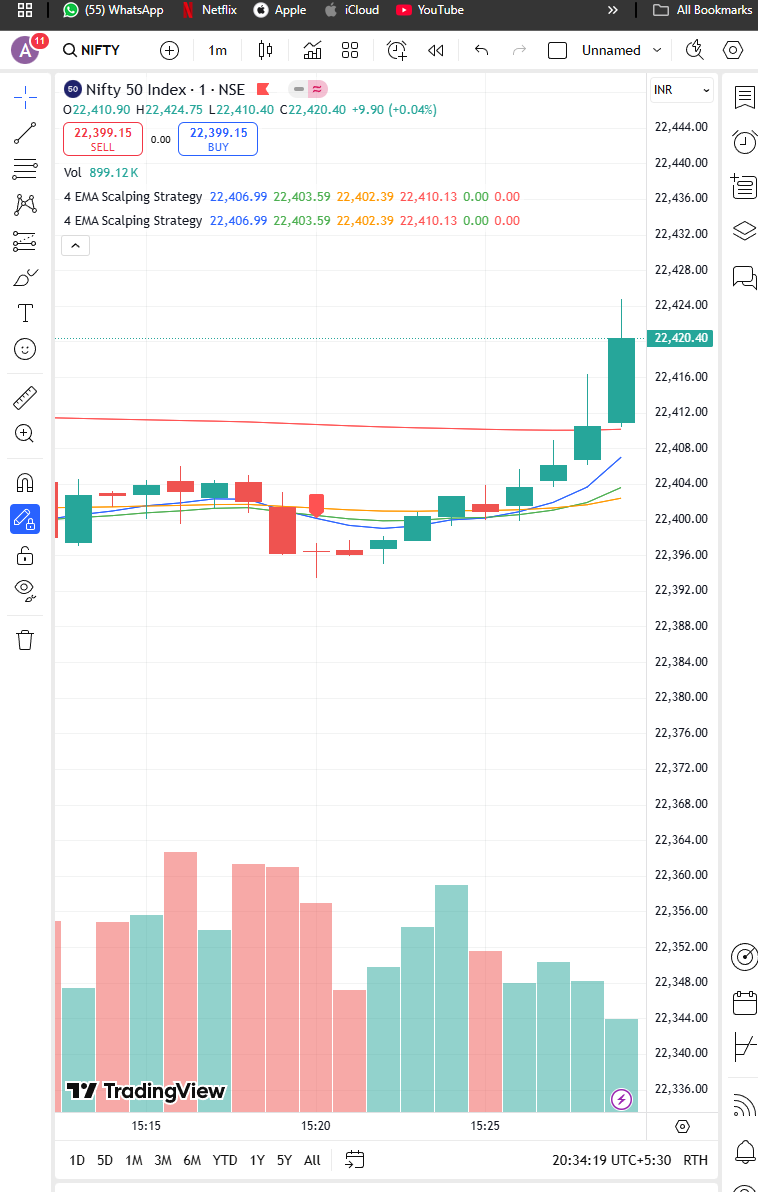 (55) WhatsApp Netflix Apple iCloud YouTube » All Bookmarks
A 11 NIFTY 1m Unnamed
50 Nifty 50 Index · 1 · NSE INR
O22,410.90 H22,424.75 L22,410.40 C22,420.40 +9.90 (+0.04%)
22,399.15 SELL 0.00 22,399.15 BUY
Vol 899.12 K
4 EMA Scalping Strategy 22,406.99 22,403.59 22,402.39 22,410.13 0.00 0.00
4 EMA Scalping Strategy 22,406.99 22,403.59 22,402.39 22,410.13 0.00 0.00
22,444.00
22,440.00
22,436.00
22,432.00
22,428.00
22,424.00
22,420.40
22,416.00
22,412.00
22,408.00
22,404.00
22,400.00
22,396.00
22,392.00
22,388.00
22,384.00
22,380.00
22,376.00
22,372.00
22,368.00
22,364.00
22,360.00
22,356.00
22,352.00
22,348.00
22,344.00
22,340.00
22,336.00
TradingView
15:15 15:20 15:25
1D 5D 1M 3M 6M YTD 1Y 5Y All 20:34:19 UTC+5:30 RTH